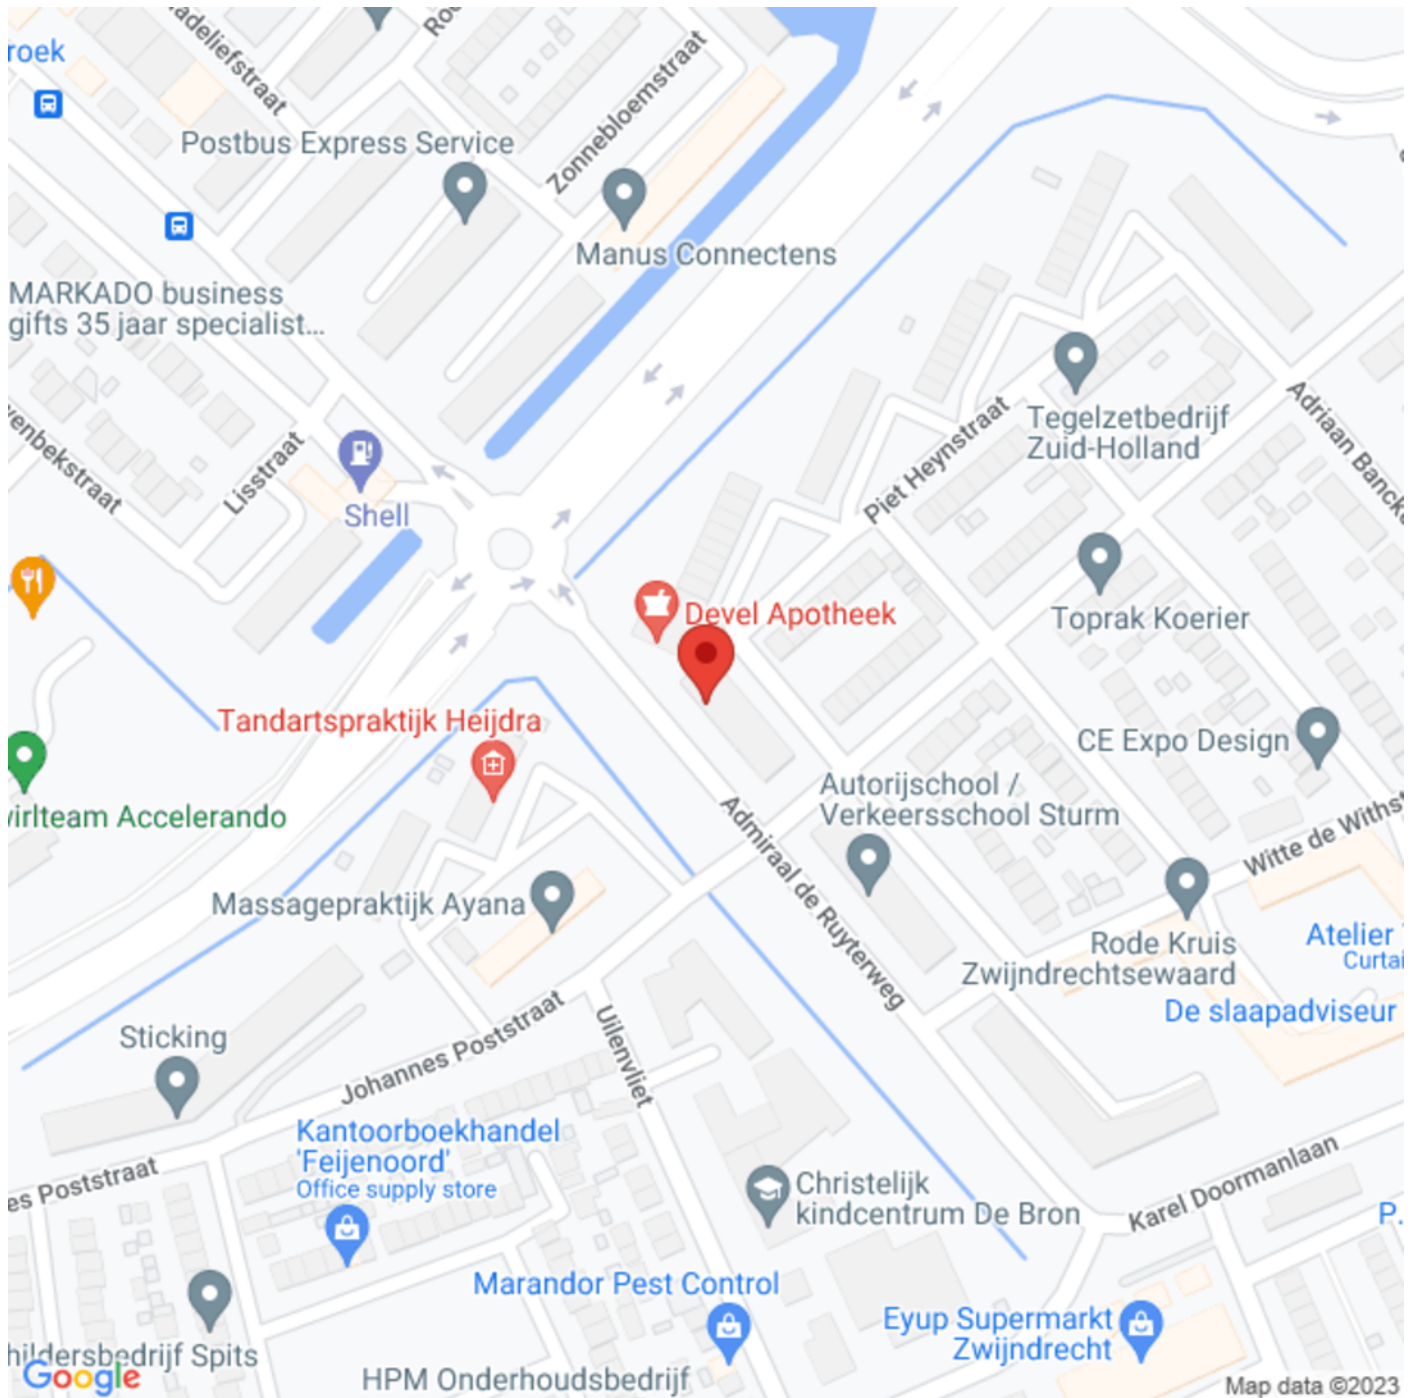 roek
Postbus Express Service
Zonnebloemstraat
Manus Connectens
MARKADO business
gifts 35 jaar specialist...
Lisstraat
Shell
Piet Heynstraat
Tegelzetbedrijf
Zuid-Holland
Devel Apotheek
Toprak Koerier
Tandartspraktijk Heijdra
CE Expo Design
Autorijschool /
Verkeersschool Sturm
Admiraal de Ruyterweg
Massagepraktijk Ayana
Rode Kruis
Zwijndrechtsewaard
Atelier
Curtai
De slaapadviseur
Sticking
Johannes Poststraat
Uilenvliet
Kantoorboekhandel
'Feijenoord'
Office supply store
es Poststraat
Christelijk
kindcentrum De Bron
Karel Doormanlaan
P.
Marandor Pest Control
Eyup Supermarkt
Zwijndrecht
hildersbedrijf Spits
HPM Onderhoudsbedrijf
Google
Map data ©2023
adeliefstraat
venbekstraat
Adriaan Bancke
irlteam Accelerando
Witte de Withst